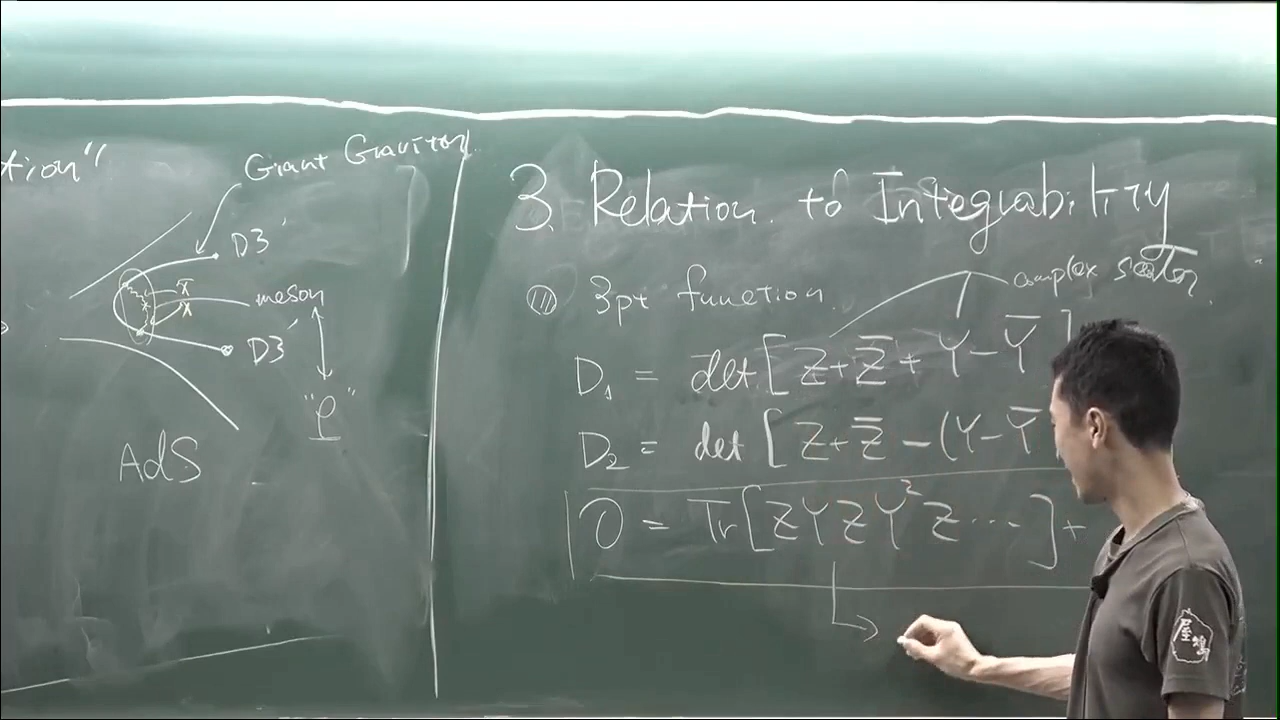 tion"
Giant Graviton
D3'
χ̄
χ
meson
D3'
"ρ"
AdS
3. Relation to Integrability
3pt function
complex scalar.
D₁ = det [ Z + Z̄ + Y - Ȳ ]
D₂ = det [ Z + Z̄ - (Y - Ȳ
O = Tr [ Z Y Z Y² Z ⋯ ] +